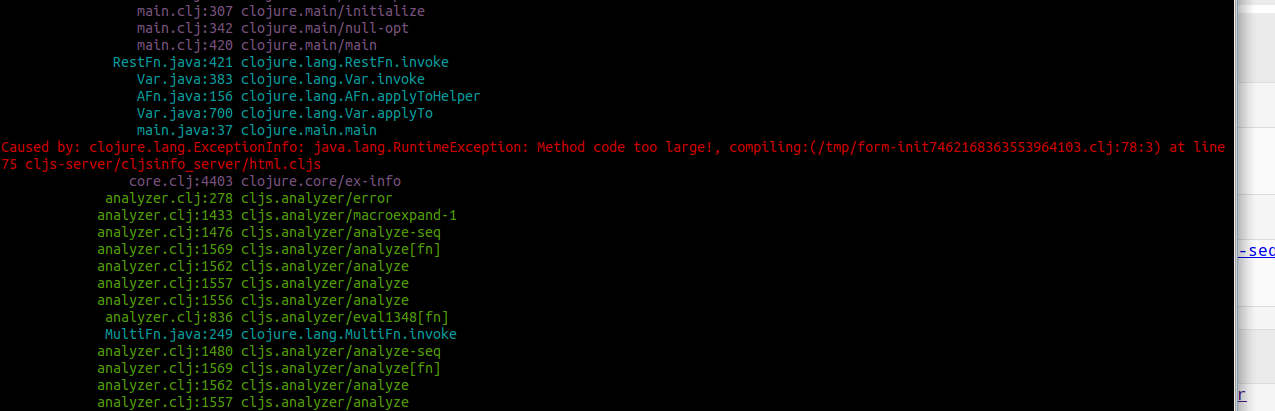 main.clj:307 clojure.main/initialize
main.clj:342 clojure.main/null-opt
main.clj:420 clojure.main/main
RestFn.java:421 clojure.lang.RestFn.invoke
Var.java:383 clojure.lang.Var.invoke
AFn.java:156 clojure.lang.AFn.applyToHelper
Var.java:700 clojure.lang.Var.applyTo
main.java:37 clojure.main.main
Caused by: clojure.lang.ExceptionInfo: java.lang.RuntimeException: Method code too large!, compiling:(/tmp/form-init7462168363553964103.clj:78:3) at line
75 cljs-server/cljsinfo_server/html.cljs
core.clj:4403 clojure.core/ex-info
analyzer.clj:278 cljs.analyzer/error
analyzer.clj:1433 cljs.analyzer/macroexpand-1
analyzer.clj:1476 cljs.analyzer/analyze-seq
analyzer.clj:1569 cljs.analyzer/analyze[fn]
analyzer.clj:1562 cljs.analyzer/analyze
analyzer.clj:1557 cljs.analyzer/analyze
analyzer.clj:1556 cljs.analyzer/analyze
analyzer.clj:836 cljs.analyzer/eval1348[fn]
MultiFn.java:249 clojure.lang.MultiFn.invoke
analyzer.clj:1480 cljs.analyzer/analyze-seq
analyzer.clj:1569 cljs.analyzer/analyze[fn]
analyzer.clj:1562 cljs.analyzer/analyze
analyzer.clj:1557 cljs.analyzer/analyze
-seq
r